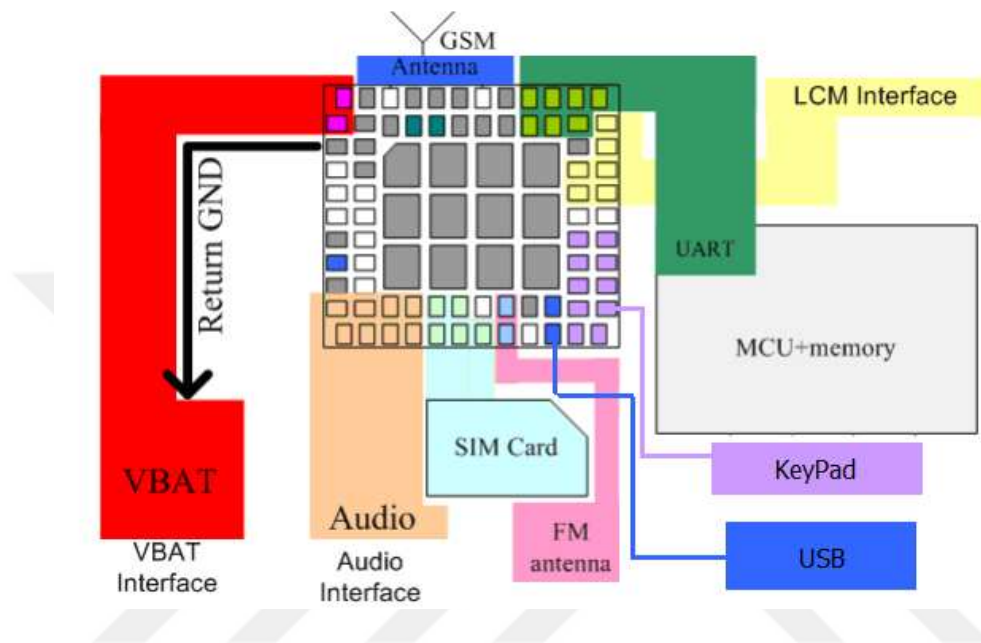 GSM
Antenna
LCM Interface
Return GND
UART
MCU+memory
SIM Card
KeyPad
VBAT
Audio
FM
antenna
USB
VBAT
Interface
Audio
Interface